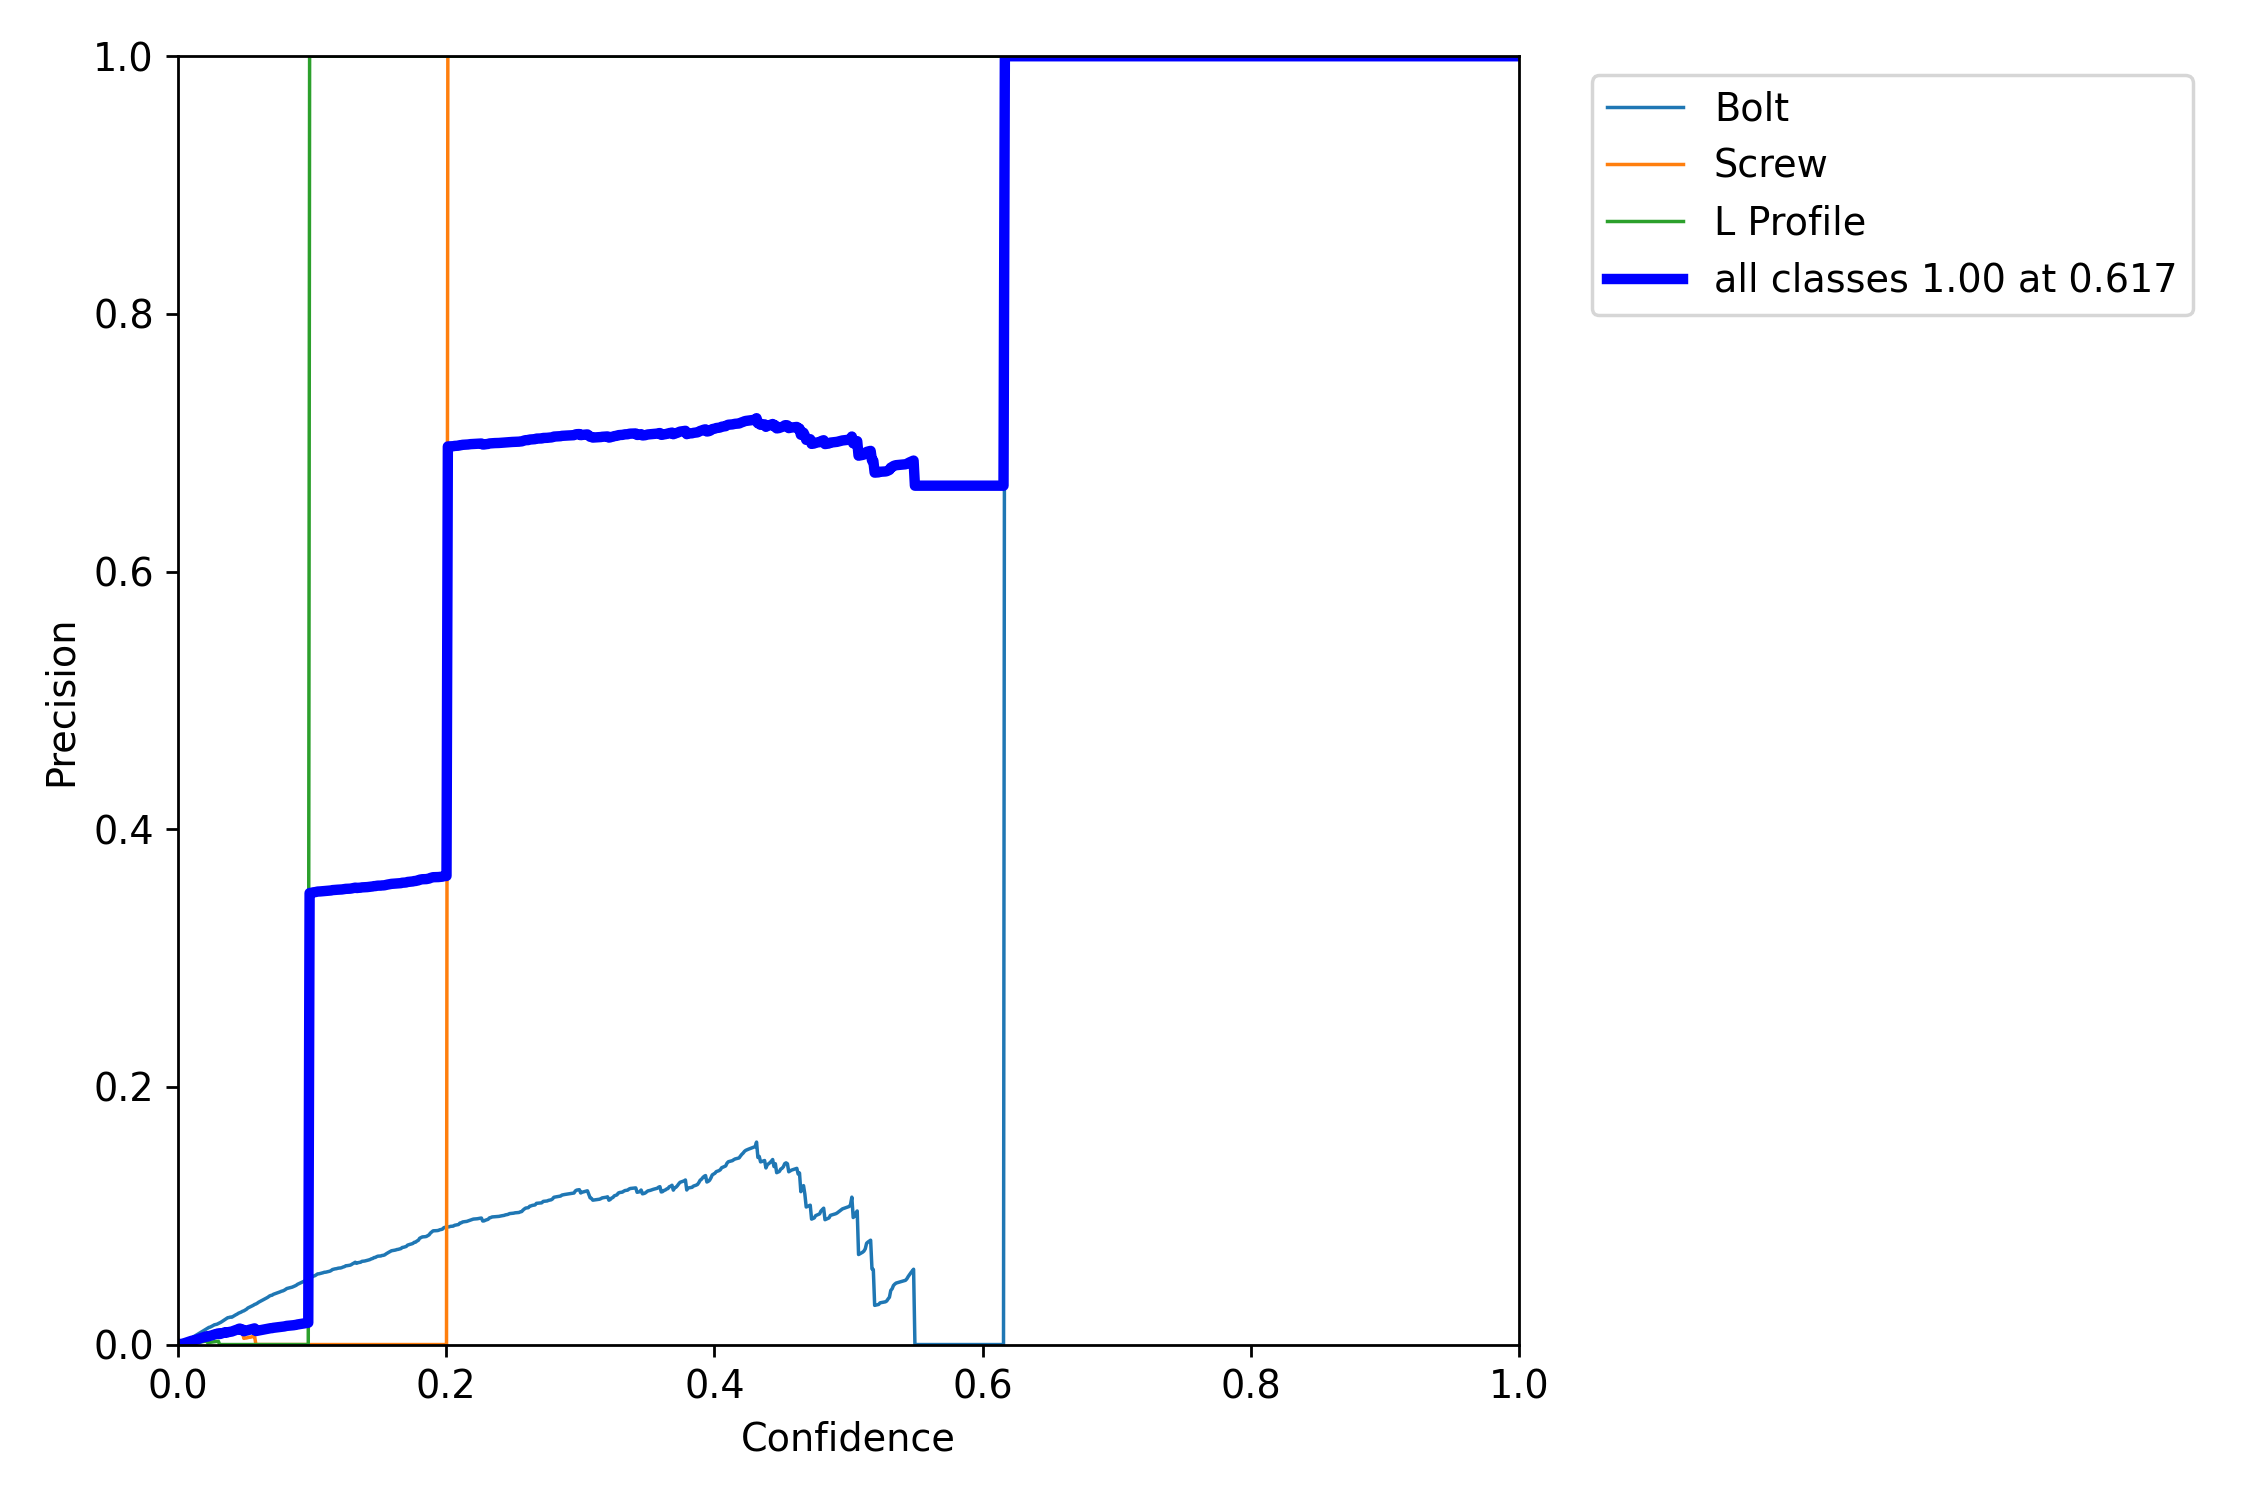 1.0
0.8
0.6
0.4
0.2
0.0
Precision
0.0 0.2 0.4 0.6 0.8 1.0
Confidence
Bolt
Screw
L Profile
all classes 1.00 at 0.617